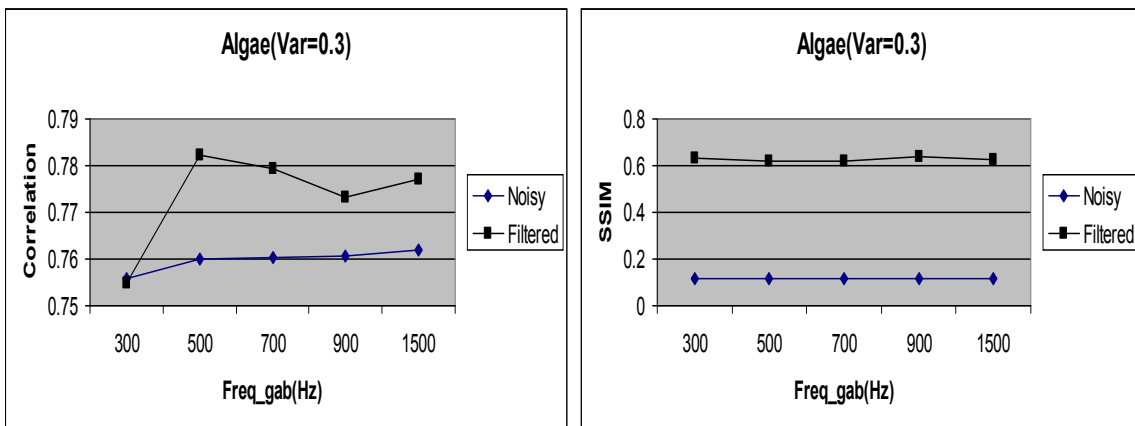 Algae(Var=0.3)
Correlation
0.79
0.78
0.77
0.76
0.75
300 500 700 900 1500
Freq_gab(Hz)
Noisy
Filtered
Algae(Var=0.3)
SSIM
0.8
0.6
0.4
0.2
0
300 500 700 900 1500
Freq_gab(Hz)
Noisy
Filtered